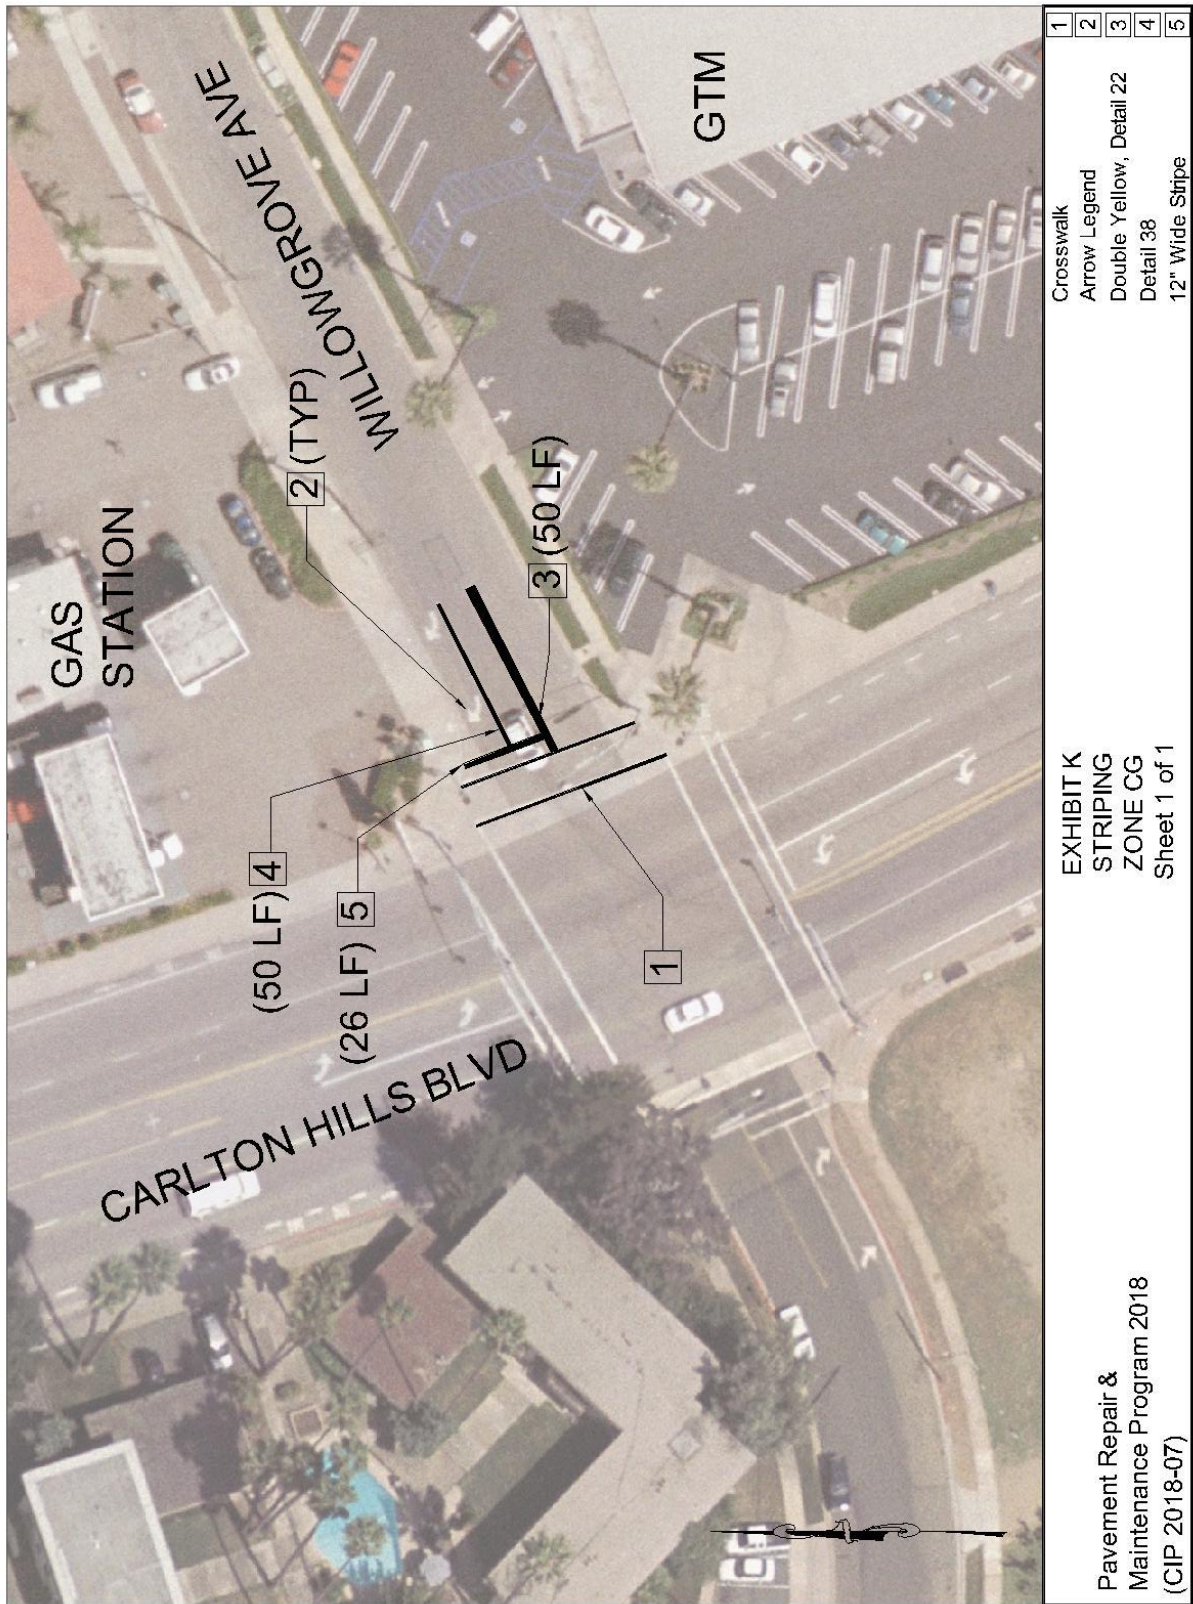 GAS
STATION
WILLOWGROVE AVE
GTM
2 (TYP)
3 (50 LF)
(50 LF) 4
(26 LF) 5
1
CARLTON HILLS BLVD
Pavement Repair &
Maintenance Program 2018
(CIP 2018-07)
EXHIBIT K
STRIPING
ZONE CG
Sheet 1 of 1
Crosswalk 1
Arrow Legend 2
Double Yellow, Detail 22 3
Detail 38 4
12" Wide Stripe 5